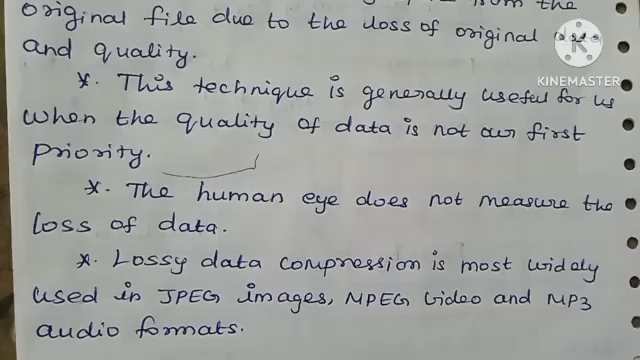 from the
original file due to the loss of original
and quality.
*. This technique is generally useful for us
when the quality of data is not our first
priority.
*. The human eye does not measure the
loss of data.
*. Lossy data compression is most widely
used in JPEG images, MPEG video and MP3
audio formats.
KINEMASTER